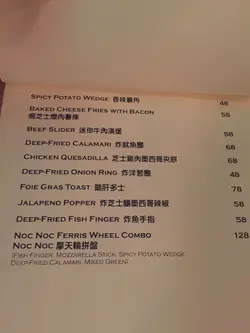 Spicy Potato Wedge 香辣薯角 48
Baked Cheese Fries with Bacon 58
焗芝士煙肉薯條
Beef Slider 迷你牛肉漢堡 58
Deep-Fried Calamari 炸魷魚圈 68
Chicken Quesadilla 芝士雞肉墨西哥夾餅 68
Deep-Fried Onion Ring 炸洋蔥圈 48
Foie Gras Toast 鵝肝多士 78
Jalapeno Popper 炸芝士釀墨西哥辣椒 58
Deep-Fried Fish Finger 炸魚手指 58
Noc Noc Ferris Wheel Combo 128
Noc Noc 摩天輪拼盤
(Fish Finger, Mozzarella Stick, Spicy Potato Wedge
Deep-Fried Calamari, Mixed Green)